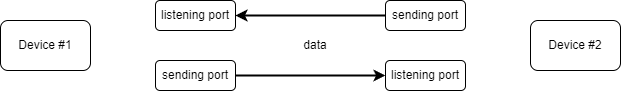 listening port
sending port
Device #1
data
Device #2
sending port
listening port